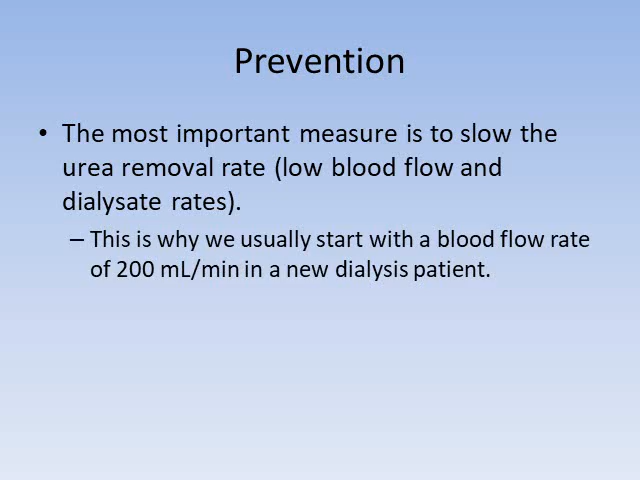 Prevention
• The most important measure is to slow the
urea removal rate (low blood flow and
dialysate rates).
– This is why we usually start with a blood flow rate
of 200 mL/min in a new dialysis patient.